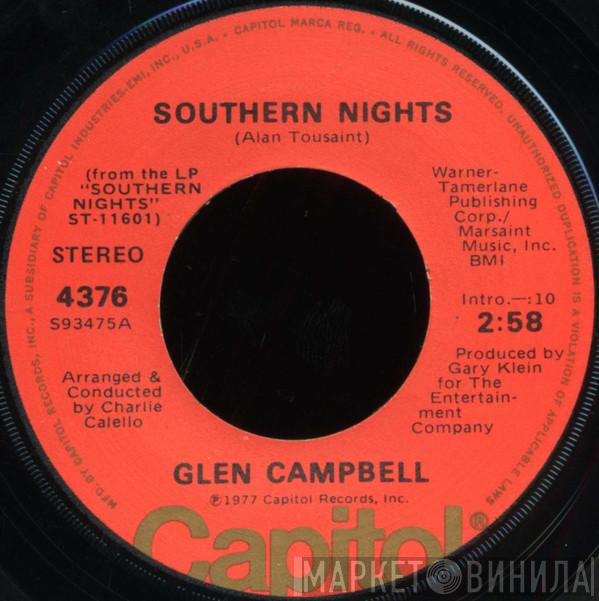 MFD. BY CAPITOL RECORDS, INC., A SUBSIDIARY OF CAPITOL INDUSTRIES-EMI, INC., U.S.A. • CAPITOL MARCA REG. • ALL RIGHTS RESERVED. UNAUTHORIZED DUPLICATION IS A VIOLATION OF APPLICABLE LAWS
SOUTHERN NIGHTS
(Alan Tousaint)
(from the LP
"SOUTHERN
NIGHTS"
ST-11601)
STEREO
4376
S93475A
Arranged &
Conducted
by Charlie
Calello
Warner-
Tamerlane
Publishing
Corp./
Marsaint
Music, Inc.
BMI
Intro.—:10
2:58
Produced by
Gary Klein
for The
Entertain-
ment
Company
GLEN CAMPBELL
℗1977 Capitol Records, Inc.
Capitol®
МАРКЕТ ВИНИЛА